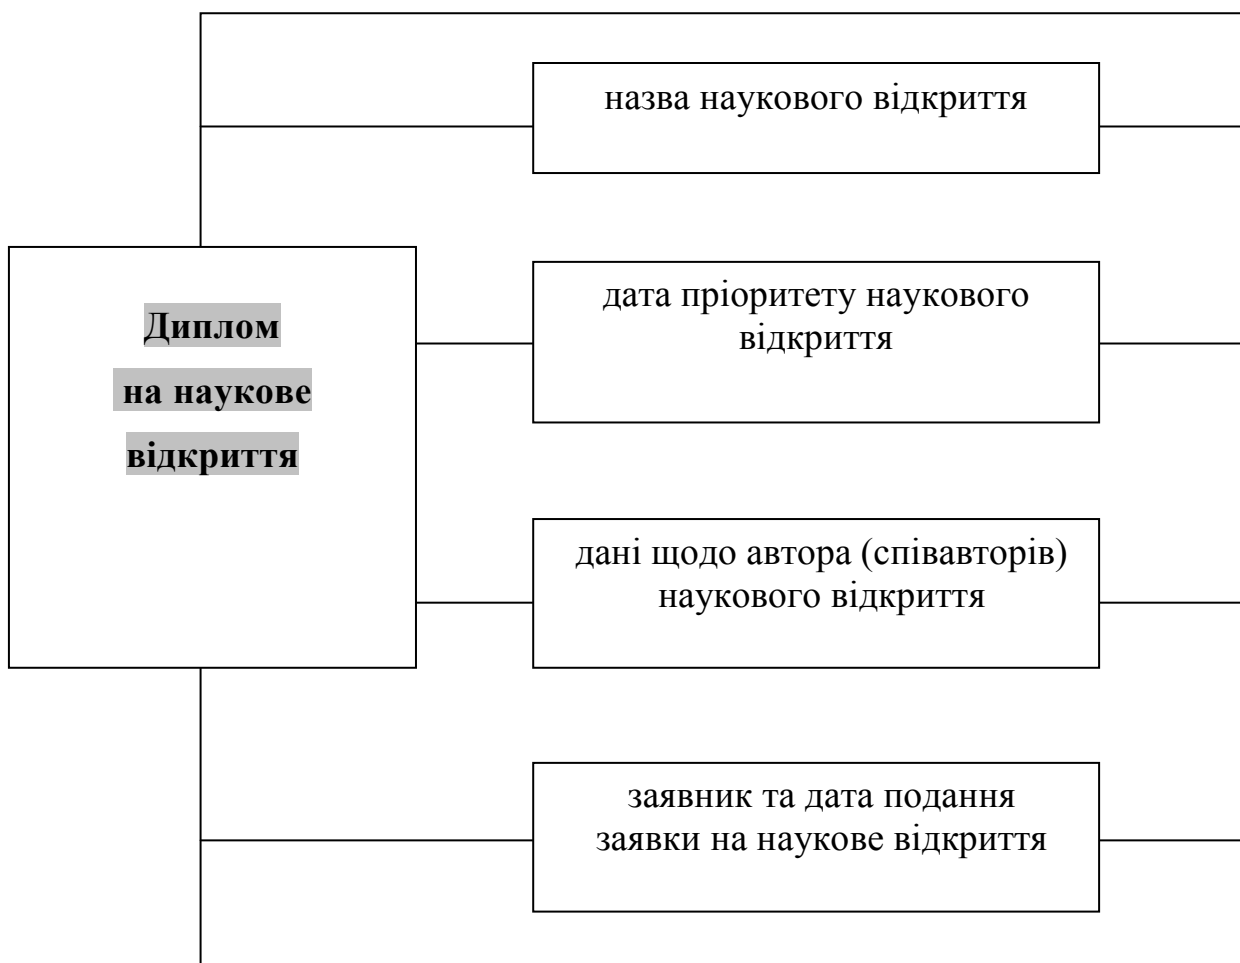 назва наукового відкриття
дата пріоритету наукового
відкриття
Диплом
на наукове
відкриття
дані щодо автора (співавторів)
наукового відкриття
заявник та дата подання
заявки на наукове відкриття